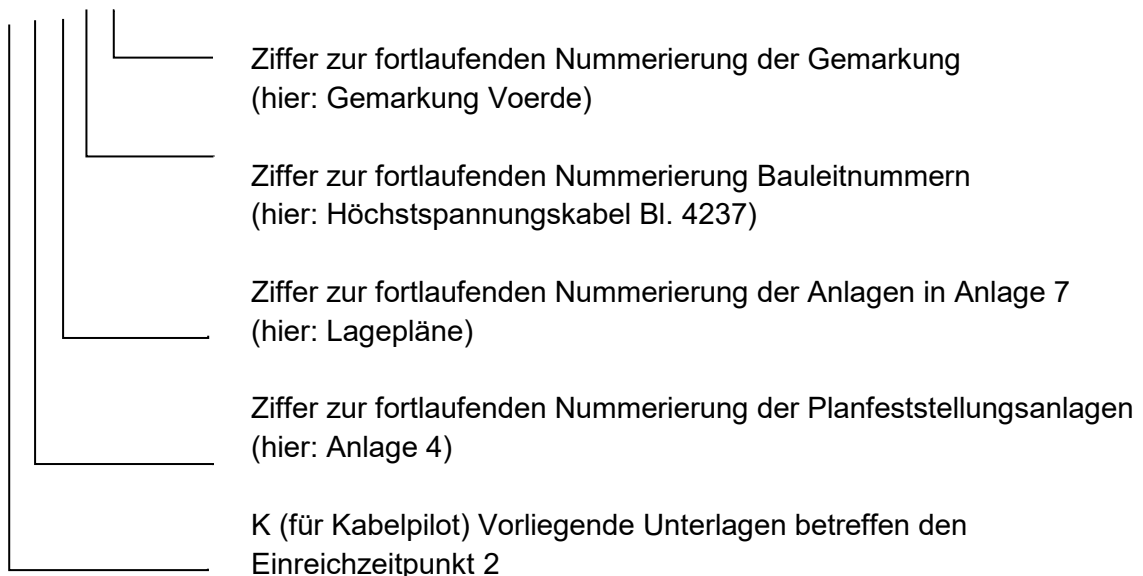 Ziffer zur fortlaufenden Nummerierung der Gemarkung
(hier: Gemarkung Voerde)
Ziffer zur fortlaufenden Nummerierung Bauleitnummern
(hier: Höchstspannungskabel Bl. 4237)
Ziffer zur fortlaufenden Nummerierung der Anlagen in Anlage 7
(hier: Lagepläne)
Ziffer zur fortlaufenden Nummerierung der Planfeststellungsanlagen
(hier: Anlage 4)
K (für Kabelpilot) Vorliegende Unterlagen betreffen den
Einreichzeitpunkt 2